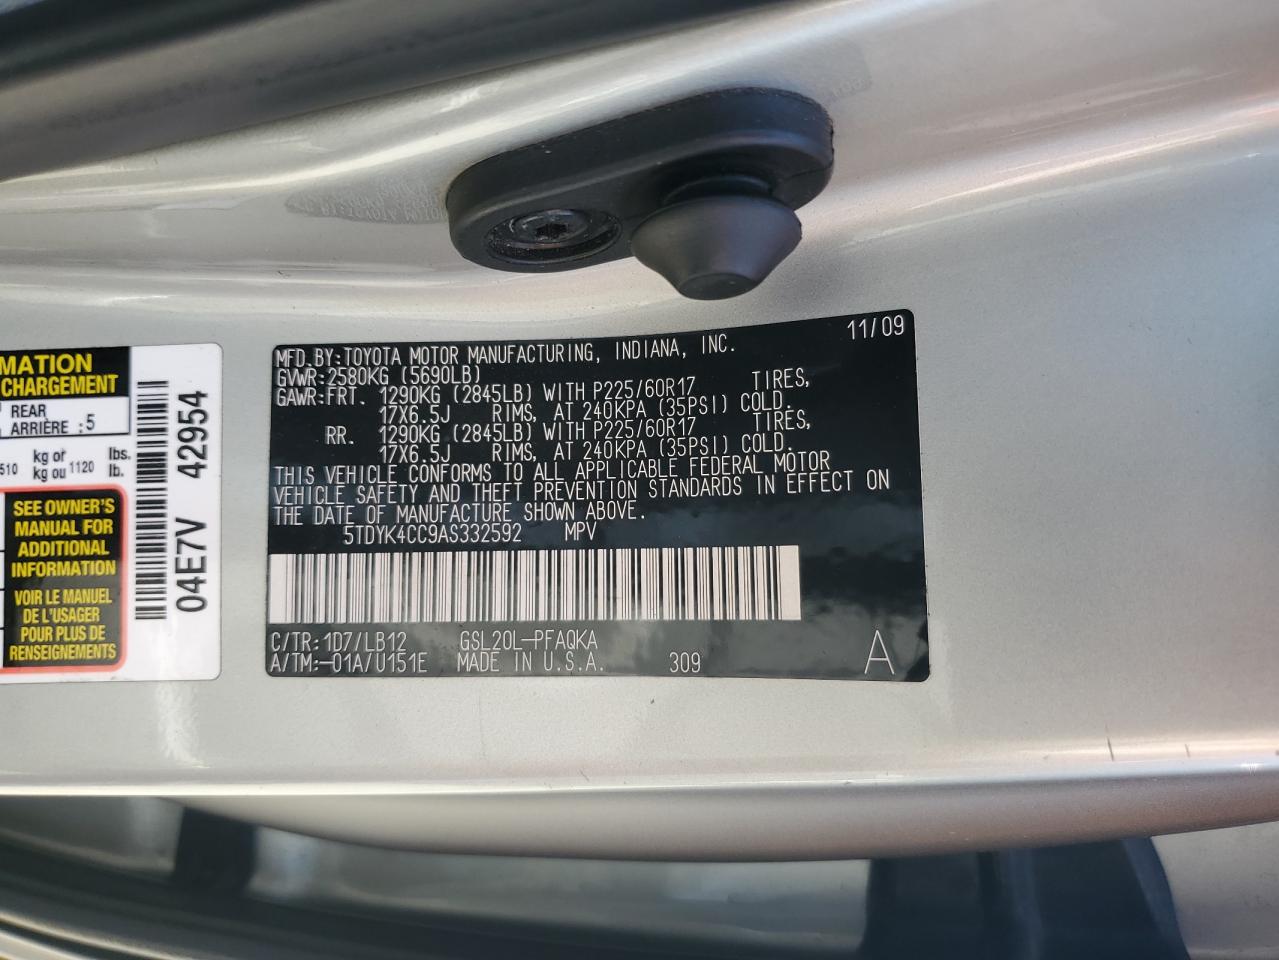 MATION
CHARGEMENT
REAR
ARRIÈRE : 5
kg or lbs.
510 kg ou 1120 lb.
SEE OWNER'S
MANUAL FOR
ADDITIONAL
INFORMATION
VOIR LE MANUEL
DE L'USAGER
POUR PLUS DE
RENSEIGNEMENTS
04E7V 42954
11/09
MFD.BY:TOYOTA MOTOR MANUFACTURING, INDIANA, INC.
GVWR:2580KG (5690LB)
GAWR:FRT. 1290KG (2845LB) WITH P225/60R17 TIRES,
17X6.5J RIMS, AT 240KPA (35PSI) COLD.
RR. 1290KG (2845LB) WITH P225/60R17 TIRES,
17X6.5J RIMS, AT 240KPA (35PSI) COLD.
THIS VEHICLE CONFORMS TO ALL APPLICABLE FEDERAL MOTOR
VEHICLE SAFETY AND THEFT PREVENTION STANDARDS IN EFFECT ON
THE DATE OF MANUFACTURE SHOWN ABOVE.
5TDYK4CC9AS332592 MPV
C/TR:1D7/LB12 GSL20L-PFAQKA
A/TM:-01A/U151E MADE IN U.S.A. 309 A